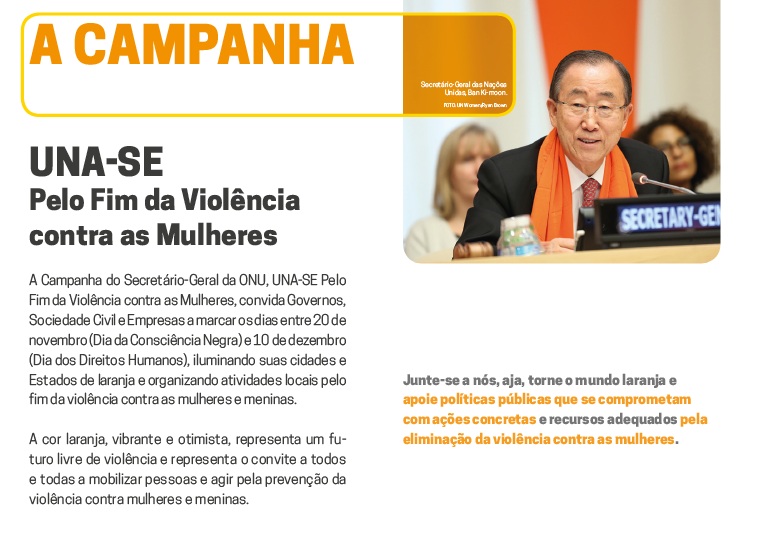 A CAMPANHA
Secretário-Geral das Nações
Unidas, Ban Ki-moon.
FOTO: UN Women/Ryan Brown
SECRETARY-GEN
UNA-SE
Pelo Fim da Violência
contra as Mulheres
A Campanha do Secretário-Geral da ONU, UNA-SE Pelo
Fim da Violência contra as Mulheres, convida Governos,
Sociedade Civil e Empresas a marcar os dias entre 20 de
novembro (Dia da Consciência Negra) e 10 de dezembro
(Dia dos Direitos Humanos), iluminando suas cidades e
Estados de laranja e organizando atividades locais pelo
fim da violência contra as mulheres e meninas.
A cor laranja, vibrante e otimista, representa um fu-
turo livre de violência e representa o convite a todos
e todas a mobilizar pessoas e agir pela prevenção da
violência contra mulheres e meninas.
Junte-se a nós, aja, torne o mundo laranja e
apoie políticas públicas que se comprometam
com ações concretas e recursos adequados pela
eliminação da violência contra as mulheres.